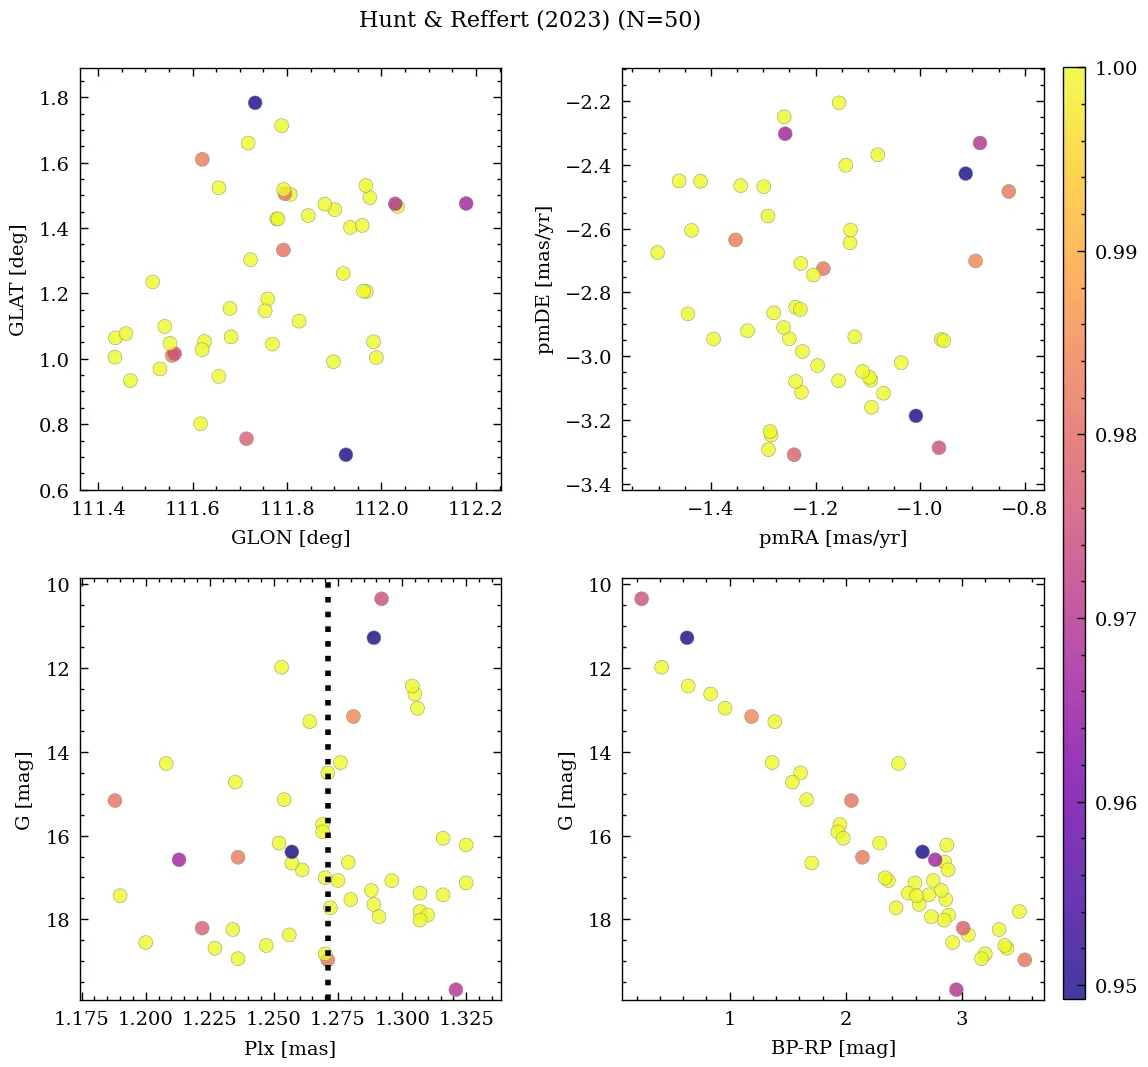 Hunt & Reffert (2023) (N=50)
1.8
1.6
1.4
1.2
1.0
0.8
0.6
GLAT [deg]
111.4 111.6 111.8 112.0 112.2
GLON [deg]
−2.2
−2.4
−2.6
−2.8
−3.0
−3.2
−3.4
pmDE [mas/yr]
−1.4 −1.2 −1.0 −0.8
pmRA [mas/yr]
10
12
14
16
18
G [mag]
1.175 1.200 1.225 1.250 1.275 1.300 1.325
Plx [mas]
10
12
14
16
18
G [mag]
1 2 3
BP-RP [mag]
1.00
0.99
0.98
0.97
0.96
0.95